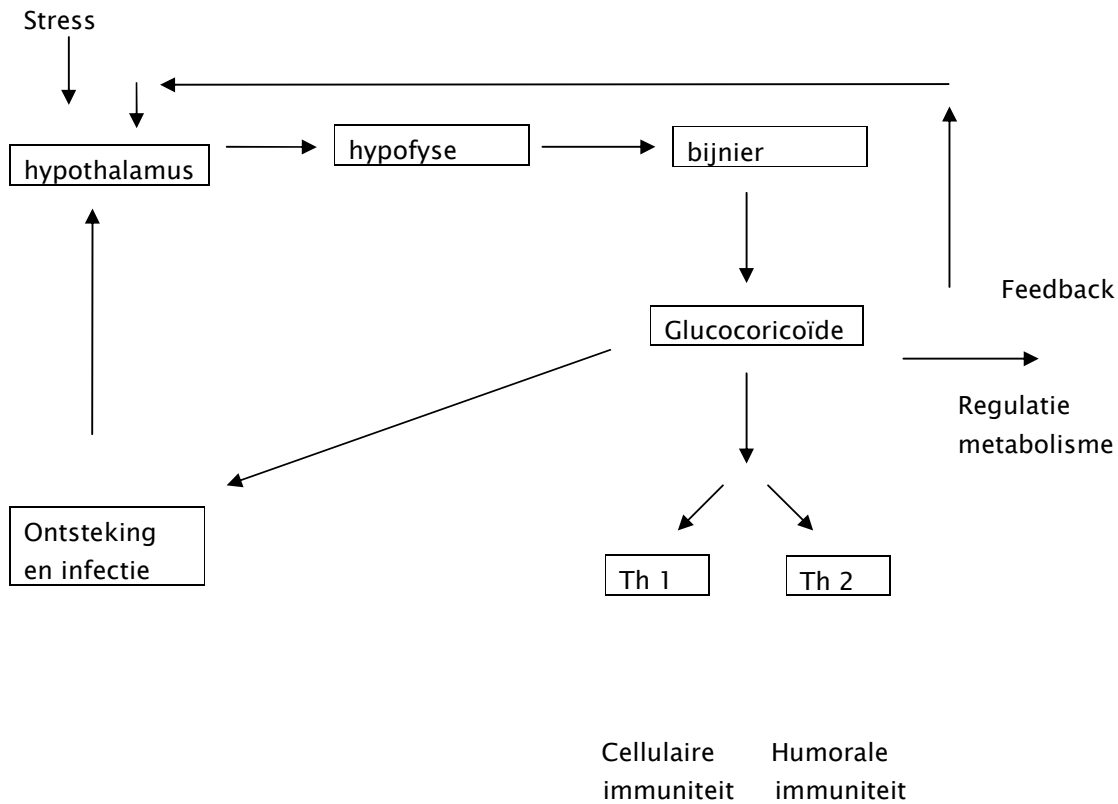 Stress
hypothalamus
hypofyse
bijnier
Feedback
Glucocoricoïde
Regulatie
metabolisme
Ontsteking
en infectie
Th 1
Th 2
Cellulaire
immuniteit
Humorale
immuniteit